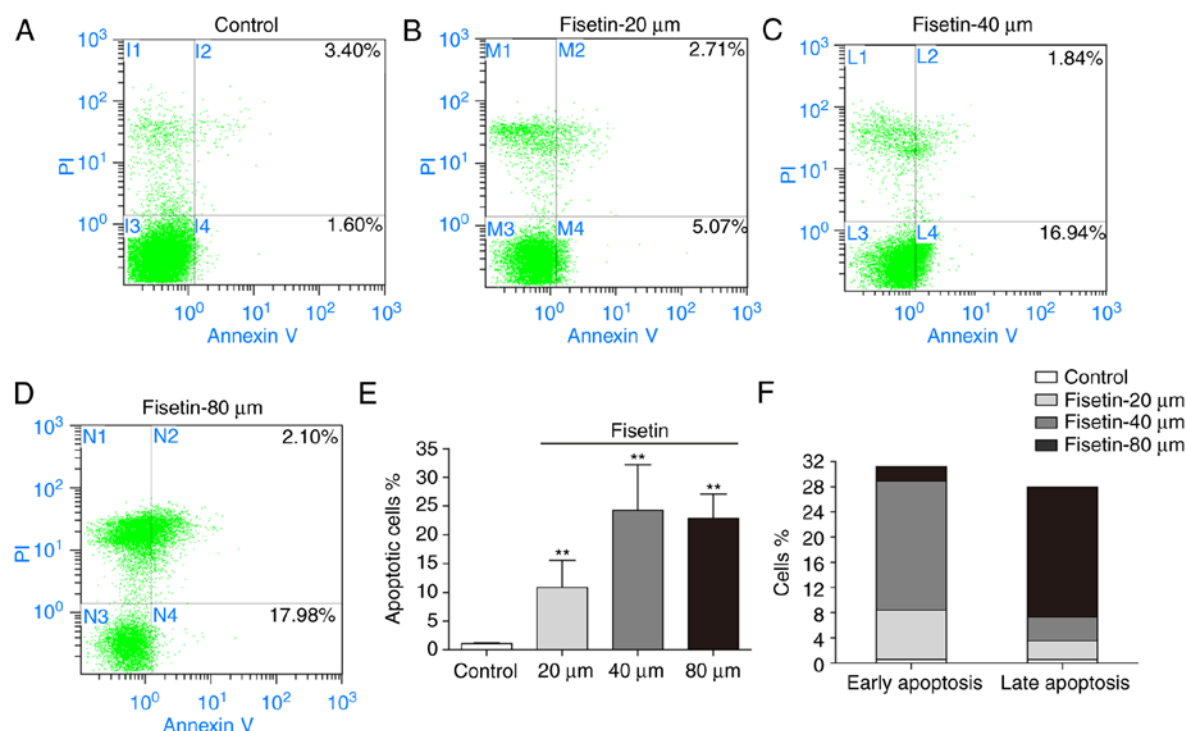 A
Control
10³
I1
I2
3.40%
10²
PI
10¹
10⁰
I3
I4
1.60%
10⁰ 10¹ 10² 10³
Annexin V
B
Fisetin-20 μm
10³
M1
M2
2.71%
10²
PI
10¹
10⁰
M3
M4
5.07%
10⁰ 10¹ 10² 10³
Annexin V
C
Fisetin-40 μm
10³
L1
L2
1.84%
10²
PI
10¹
10⁰
L3
L4
16.94%
10⁰ 10¹ 10² 10³
Annexin V
D
Fisetin-80 μm
10³
N1
N2
2.10%
10²
PI
10¹
10⁰
N3
N4
17.98%
10⁰ 10¹ 10² 10³
Annexin V
E
Fisetin
35
30
25
20
15
10
5
0
Apoptotic cells %
**
**
**
Control 20 μm 40 μm 80 μm
F
Control
Fisetin-20 μm
Fisetin-40 μm
Fisetin-80 μm
32
28
24
20
16
12
8
4
0
Cells %
Early apoptosis Late apoptosis